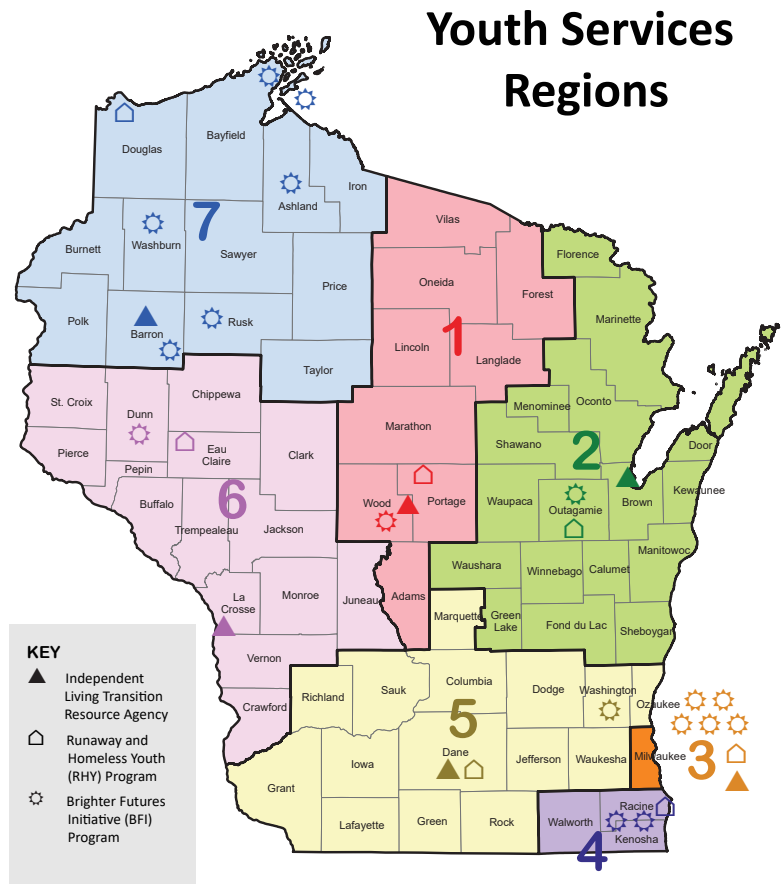 Youth Services
Regions
Bayfield
Douglas
Iron
Ashland
Vilas
7
Washburn
Burnett
Sawyer
Florence
Oneida
Price
Forest
Marinette
Polk
Barron
Rusk
1
Lincoln
Langlade
Taylor
Chippewa
St. Croix
Oconto
Menominee
Dunn
Marathon
Shawano
Door
Eau
Claire
Clark
Pierce
2
Pepin
Kewaunee
6
Wood
Portage
Waupaca
Brown
Buffalo
Outagamie
Trempealeau
Jackson
Manitowoc
Waushara
Winnebago
Calumet
La
Crosse
Monroe
Juneau
Adams
Marquette
Green
Lake
Fond du Lac
Sheboygan
Vernon
Columbia
Sauk
Dodge
Washington
Richland
Ozaukee
Crawford
5
Dane
3
Milwaukee
Iowa
Jefferson
Waukesha
Grant
Racine
Walworth
Green
Rock
Lafayette
Kenosha
4
KEY
Independent
Living Transition
Resource Agency
Runaway and
Homeless Youth
(RHY) Program
Brighter Futures
Initiative (BFI)
Program